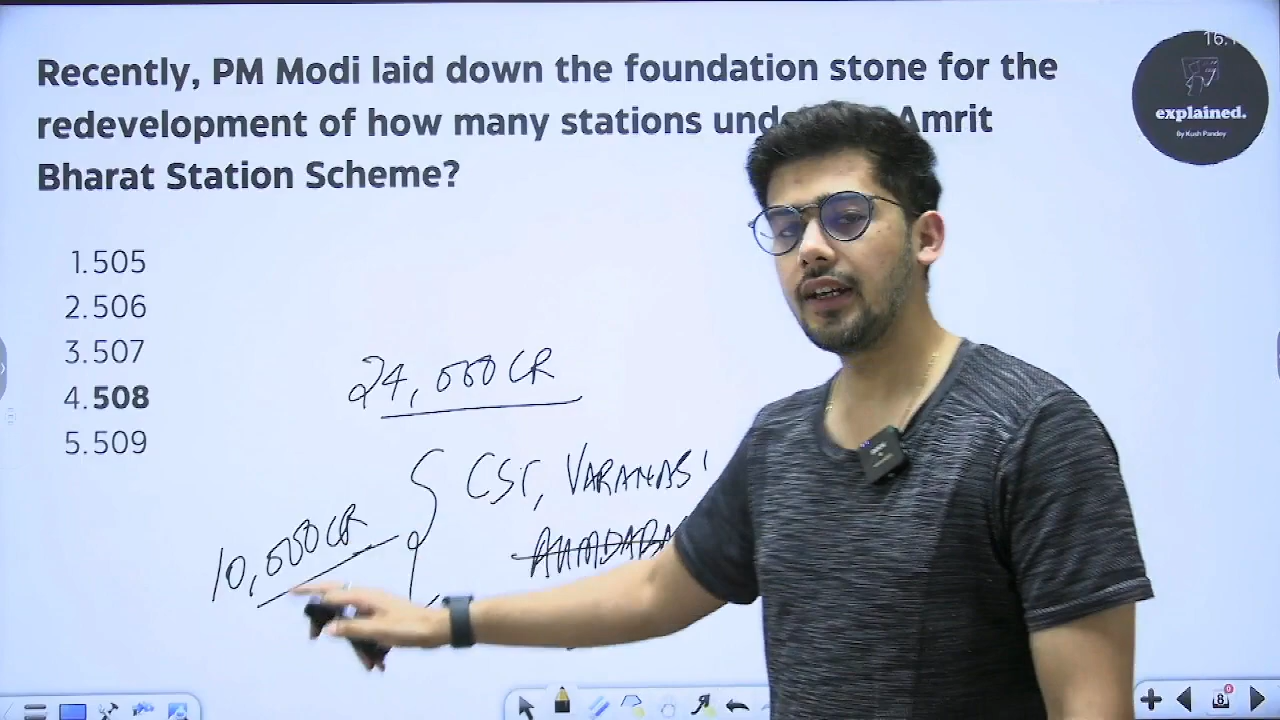 Recently, PM Modi laid down the foundation stone for the
redevelopment of how many stations und Amrit
Bharat Station Scheme?
1.505
2.506
3.507
4.508
5.509
24,000 CR
10,000 CR
CST, VARANASI
16.
explained.
By Kush Pandey
8